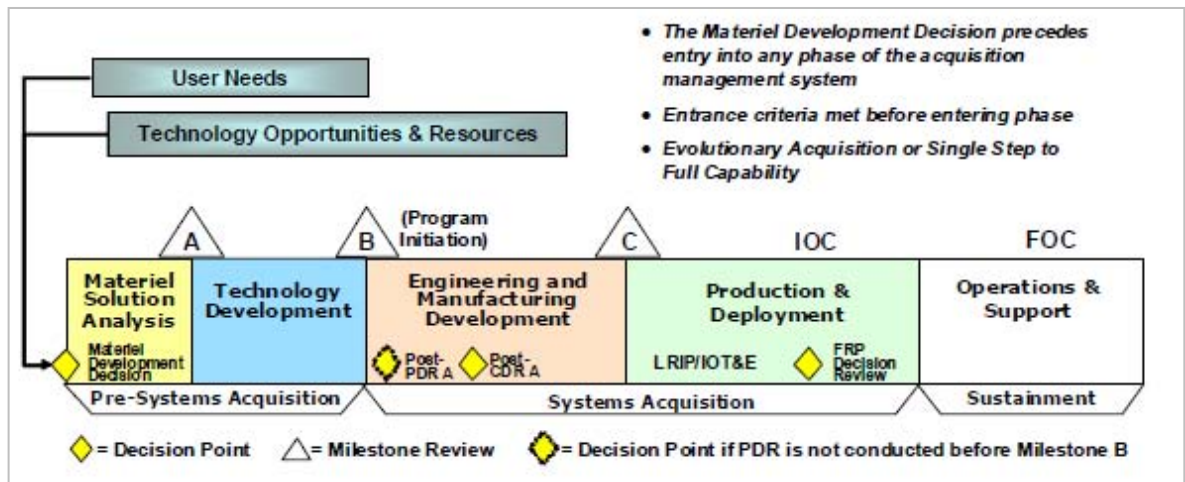 • The Materiel Development Decision precedes
entry into any phase of the acquisition
management system
• Entrance criteria met before entering phase
• Evolutionary Acquisition or Single Step to
Full Capability
User Needs
Technology Opportunities & Resources
A
B
(Program
Initiation)
C
IOC
FOC
Materiel
Solution
Analysis
Materiel
Development
Decision
Technology
Development
Engineering and
Manufacturing
Development
Post-
PDR A
Post-
CDR A
Production &
Deployment
LRIP/IOT&E
FRP
Decision
Review
Operations &
Support
Pre-Systems Acquisition
Systems Acquisition
Sustainment
= Decision Point
= Milestone Review
= Decision Point if PDR is not conducted before Milestone B